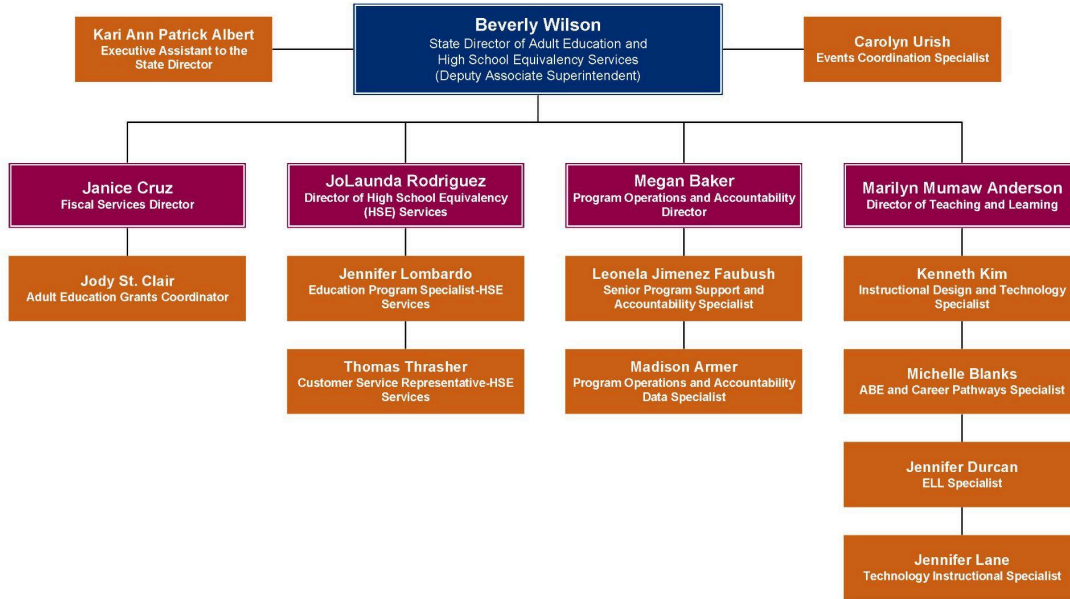 Kari Ann Patrick Albert
Executive Assistant to the
State Director
Beverly Wilson
State Director of Adult Education and
High School Equivalency Services
(Deputy Associate Superintendent)
Carolyn Urish
Events Coordination Specialist
Janice Cruz
Fiscal Services Director
JoLaunda Rodriguez
Director of High School Equivalency
(HSE) Services
Megan Baker
Program Operations and Accountability
Director
Marilyn Mumaw Anderson
Director of Teaching and Learning
Jody St. Clair
Adult Education Grants Coordinator
Jennifer Lombardo
Education Program Specialist-HSE
Services
Leonela Jimenez Faubush
Senior Program Support and
Accountability Specialist
Kenneth Kim
Instructional Design and Technology
Specialist
Thomas Thrasher
Customer Service Representative-HSE
Services
Madison Armer
Program Operations and Accountability
Data Specialist
Michelle Blanks
ABE and Career Pathways Specialist
Jennifer Durcan
ELL Specialist
Jennifer Lane
Technology Instructional Specialist